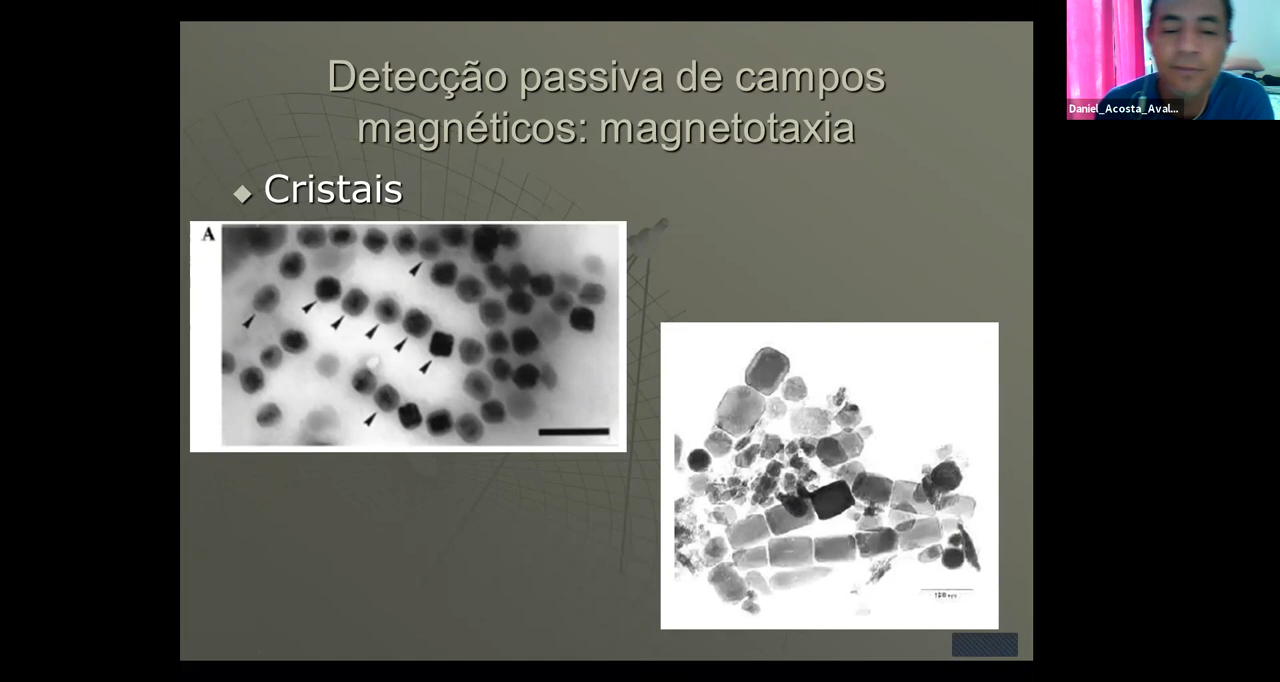 Detecção passiva de campos
magnéticos: magnetotaxia
Cristais
A
Daniel_Acosta_Aval...